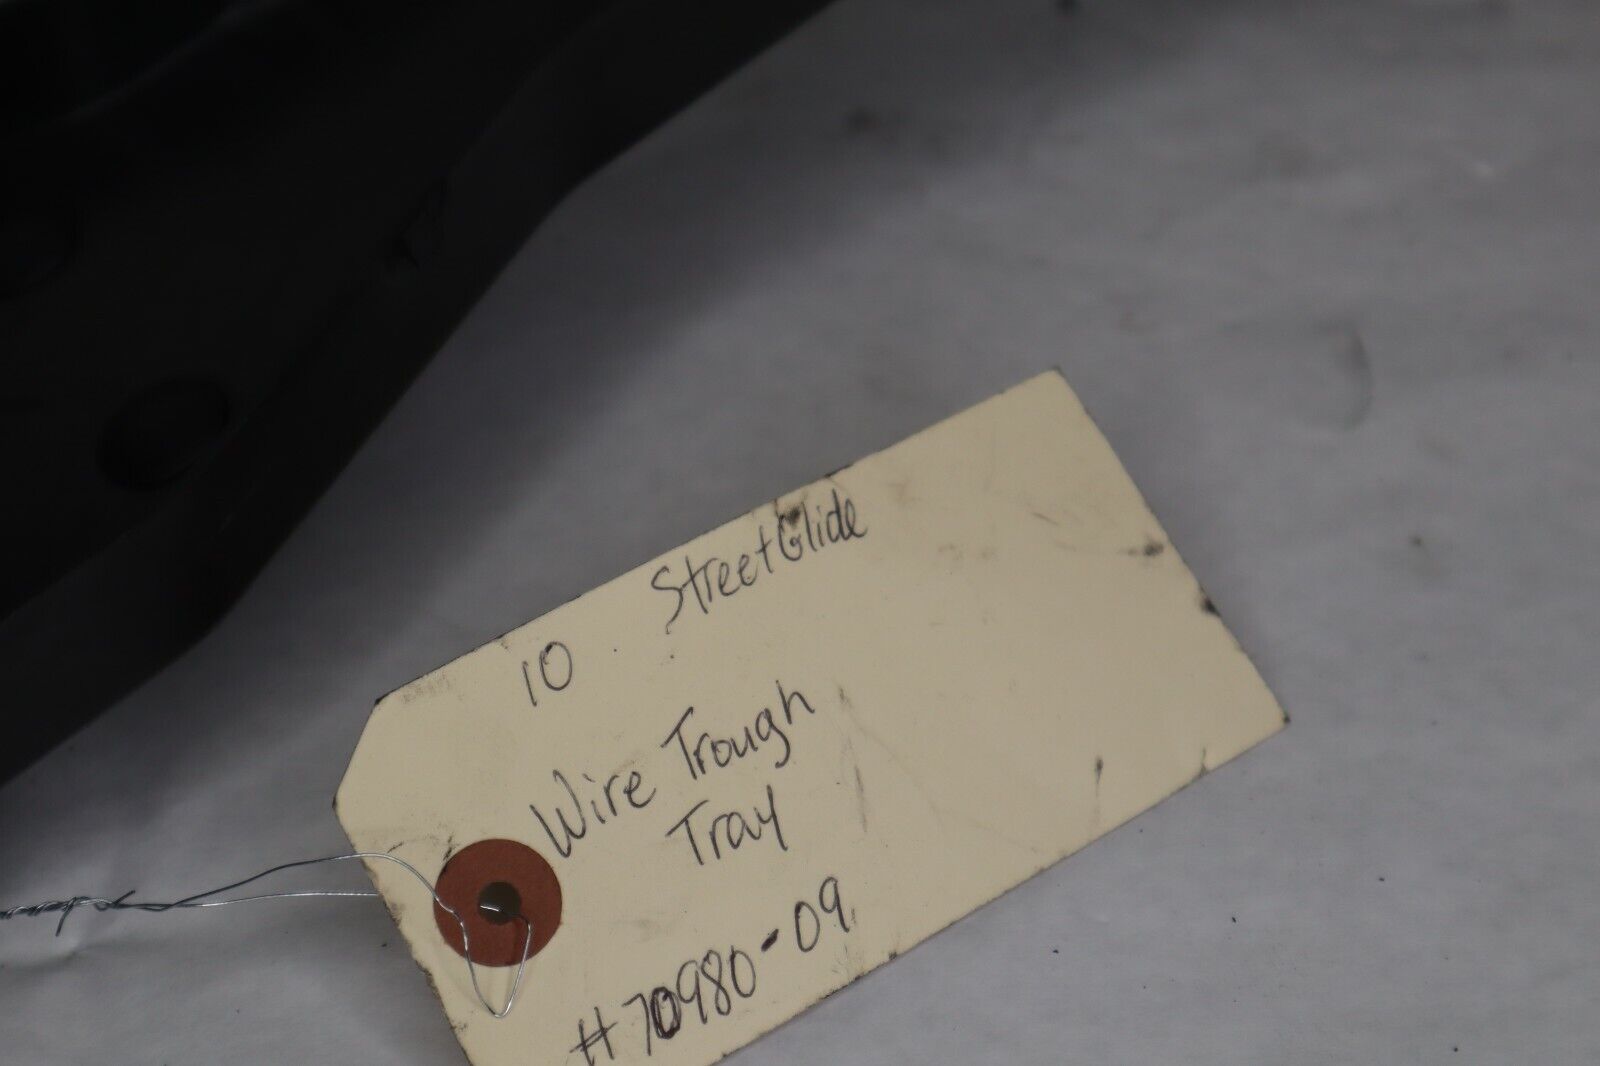 10 StreetGlide
Wire Trough
Tray
#70980-09